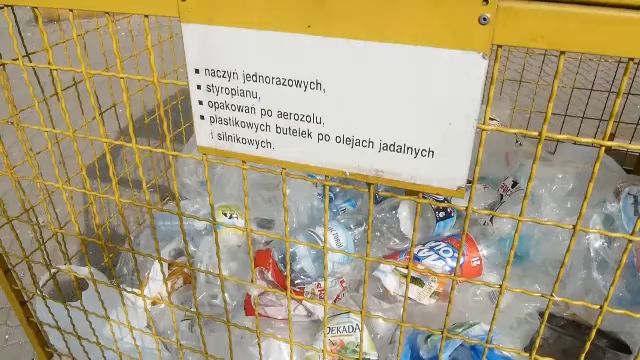 ▪ naczyń jednorazowych,
▪ styropianu,
▪ opakowań po aerozolu,
▪ plastikowych butelek po olejach jadalnych
i silnikowych.
DEKADA